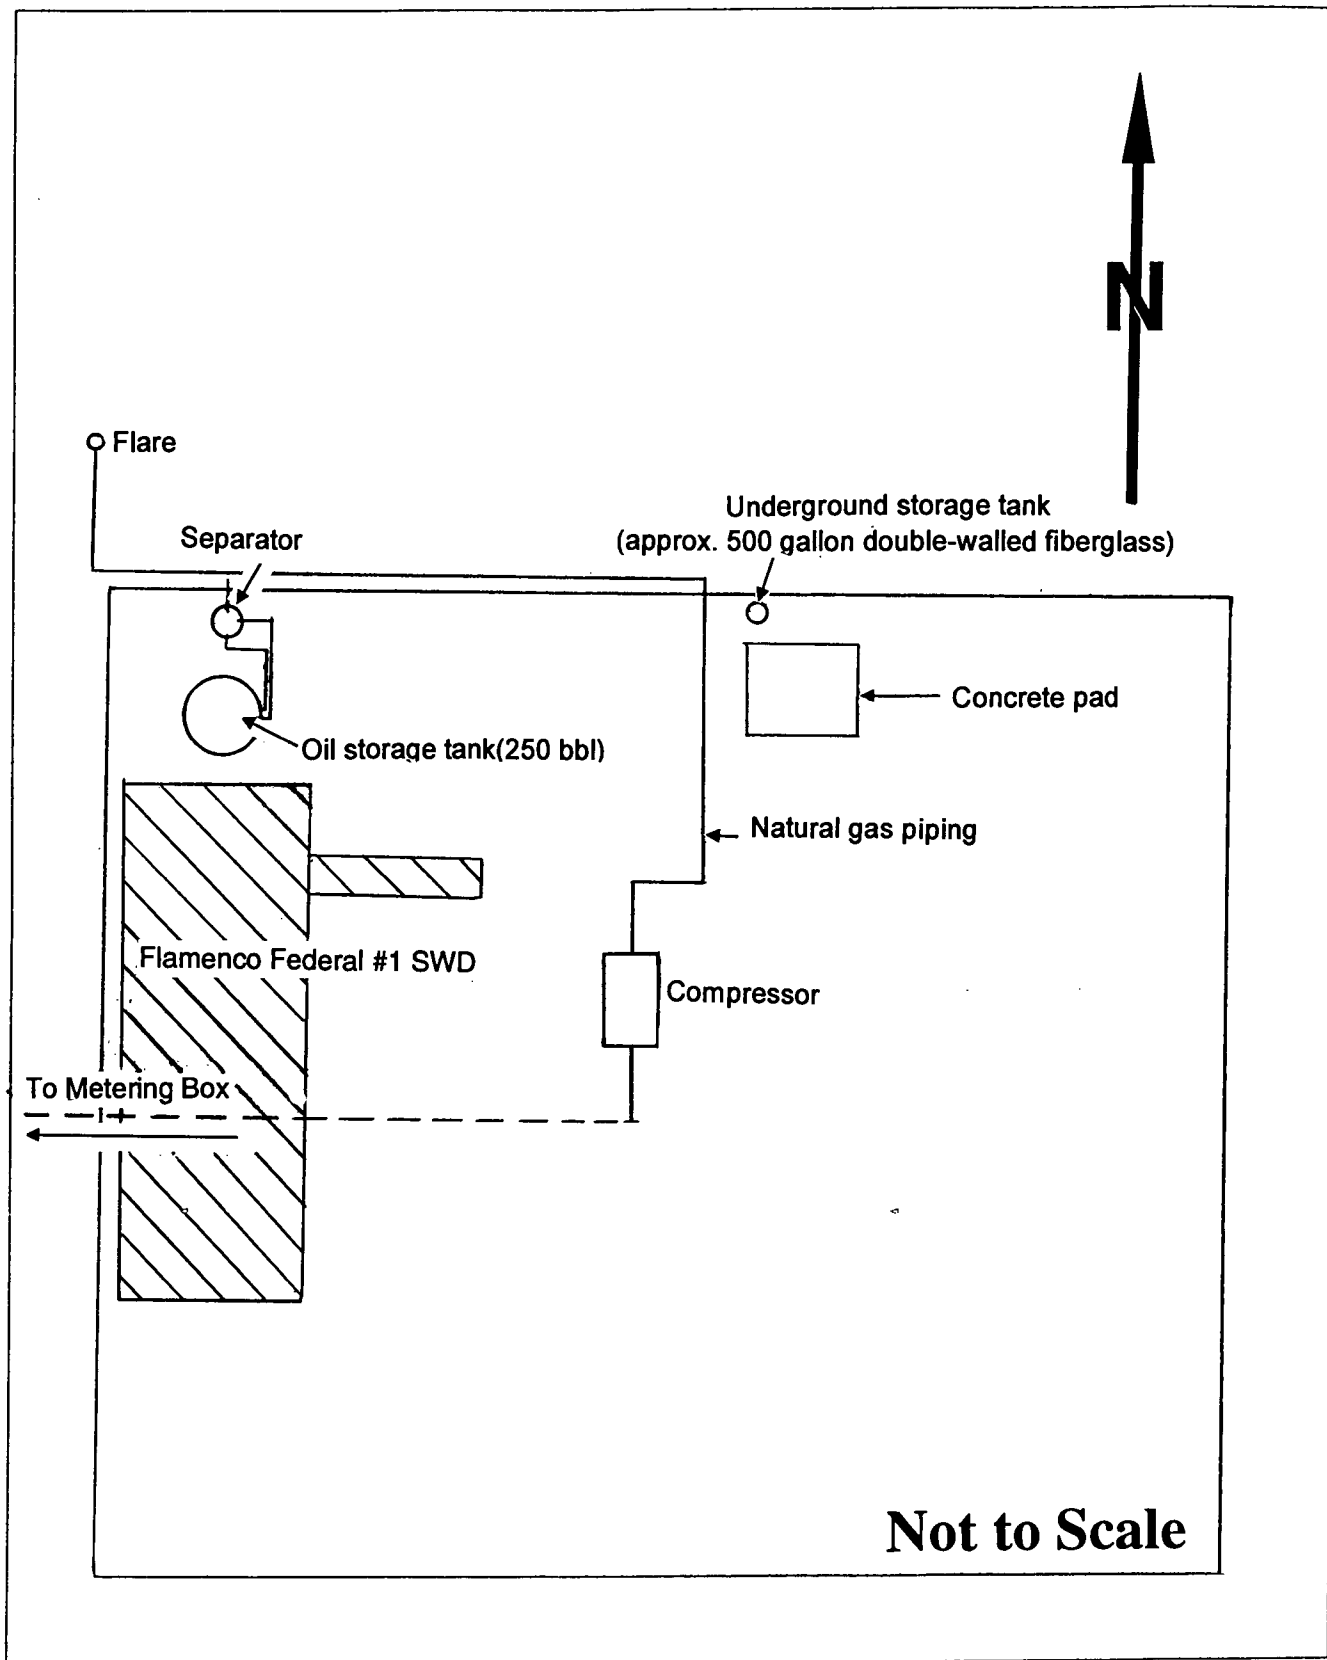 N
Flare
Underground storage tank
(approx. 500 gallon double-walled fiberglass)
Separator
Concrete pad
Oil storage tank(250 bbl)
Natural gas piping
Flamenco Federal #1 SWD
Compressor
To Metering Box
Not to Scale